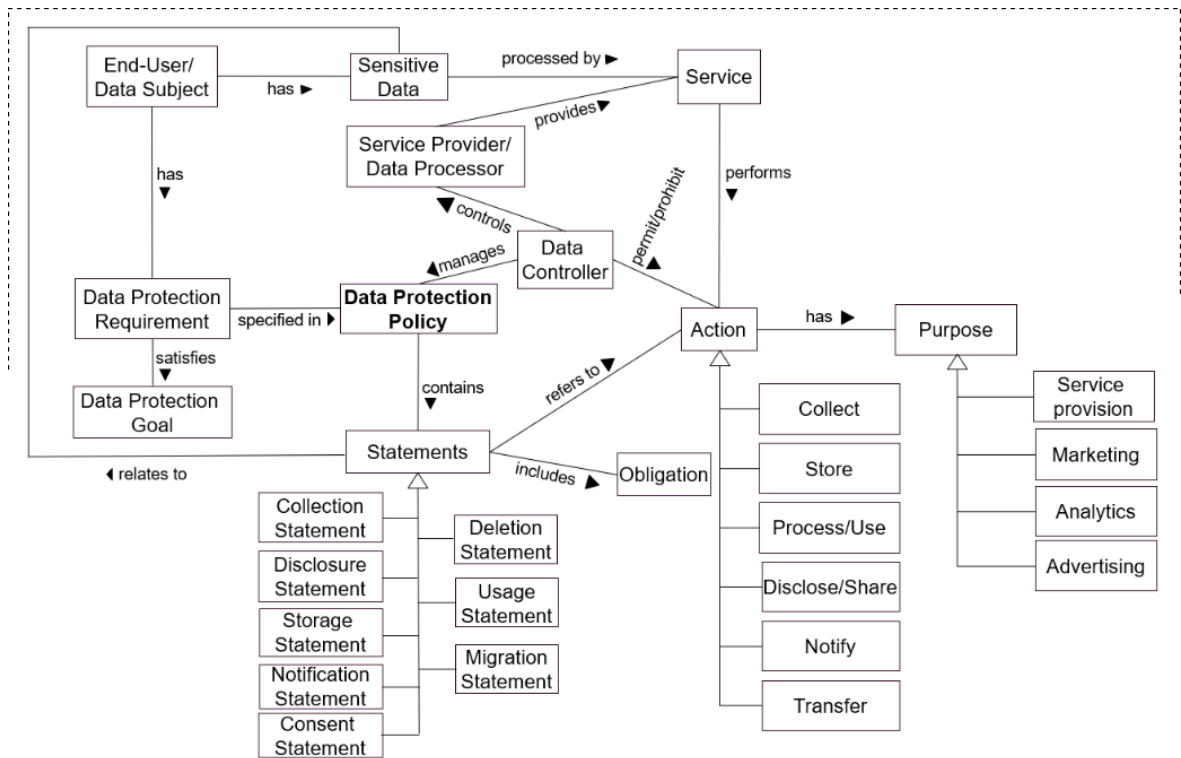 End-User/
Data Subject
has ►
Sensitive
Data
processed by ►
Service
provides
Service Provider/
Data Processor
has
▼
controls
permit/prohibit
performs
▼
Data
Controller
manages
Data Protection
Requirement
specified in
Data Protection
Policy
Action
has ►
Purpose
satisfies
▼
Data Protection
Goal
contains
▼
refers to
Statements
◄ relates to
includes
Obligation
Collection
Statement
Disclosure
Statement
Storage
Statement
Notification
Statement
Consent
Statement
Deletion
Statement
Usage
Statement
Migration
Statement
Collect
Store
Process/Use
Disclose/Share
Notify
Transfer
Service
provision
Marketing
Analytics
Advertising